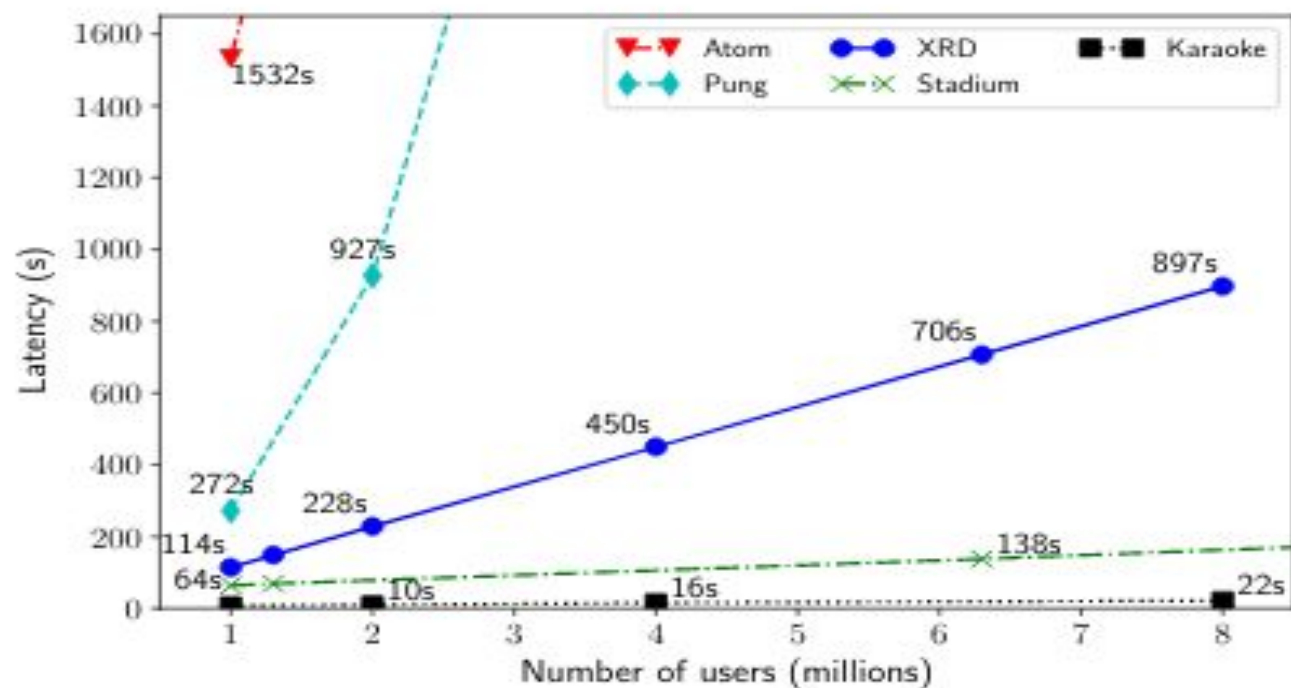 1600
1400
1200
1000
800
600
400
200
0
Latency (s)
Atom
Pung
XRD
Stadium
Karaoke
1532s
927s
272s
897s
706s
450s
228s
114s
138s
64s
10s
16s
22s
1 2 3 4 5 6 7 8
Number of users (millions)